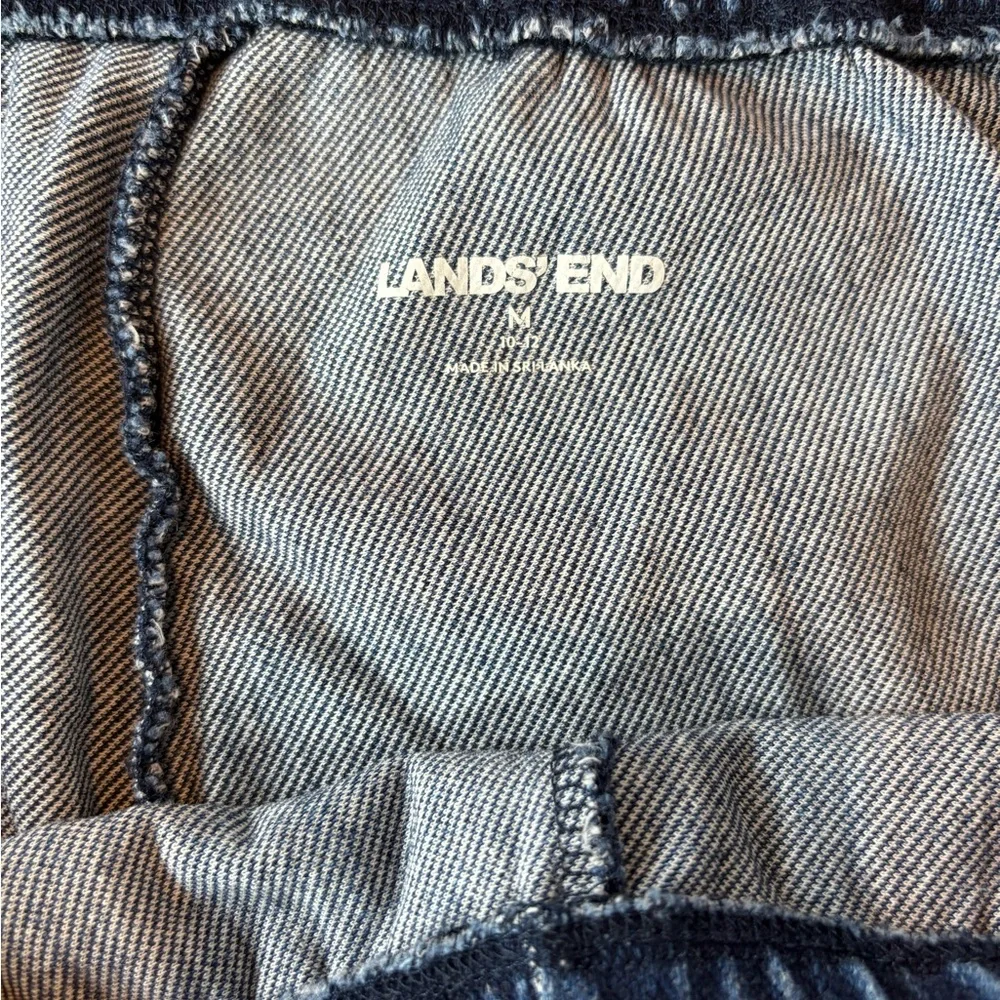 LANDS' END
M
10-12
MADE IN SRI LANKA